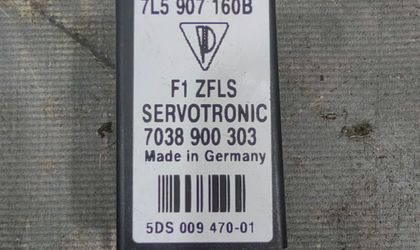 7L5 907 160B
F1 ZFLS
SERVOTRONIC
7038 900 303
Made in Germany
5DS 009 470-01